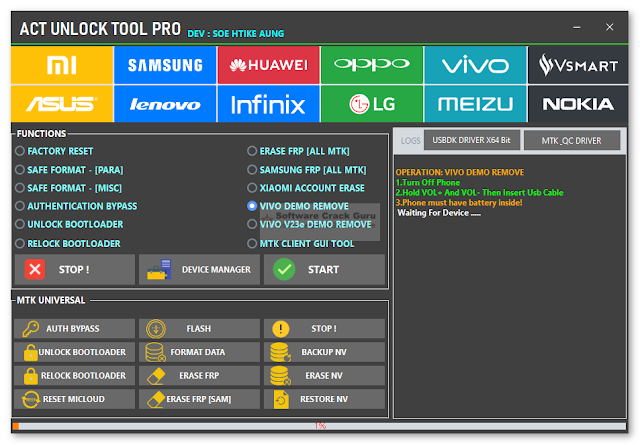 ACT UNLOCK TOOL PRO DEV : SOE HTIKE AUNG
MI SAMSUNG HUAWEI oppo vivo VSMART
ASUS lenovo Infinix LG MEIZU NOKIA
FUNCTIONS
FACTORY RESET
SAFE FORMAT - [PARA]
SAFE FORMAT - [MISC]
AUTHENTICATION BYPASS
UNLOCK BOOTLOADER
RELOCK BOOTLOADER
ERASE FRP [ALL MTK]
SAMSUNG FRP [ALL MTK]
XIAOMI ACCOUNT ERASE
VIVO DEMO REMOVE
Software Crack Guru
VIVO V23e DEMO REMOVE
MTK CLIENT GUI TOOL
STOP ! DEVICE MANAGER START
MTK UNIVERSAL
AUTH BYPASS FLASH STOP !
UNLOCK BOOTLOADER FORMAT DATA BACKUP NV
RELOCK BOOTLOADER ERASE FRP ERASE NV
RESET MICLOUD ERASE FRP [SAM] RESTORE NV
LOGS USBDK DRIVER X64 Bit MTK_QC DRIVER
OPERATION: VIVO DEMO REMOVE
1.Turn Off Phone
2.Hold VOL+ And VOL- Then Insert Usb Cable
3.Phone must have battery inside!
Waiting For Device .....
1%